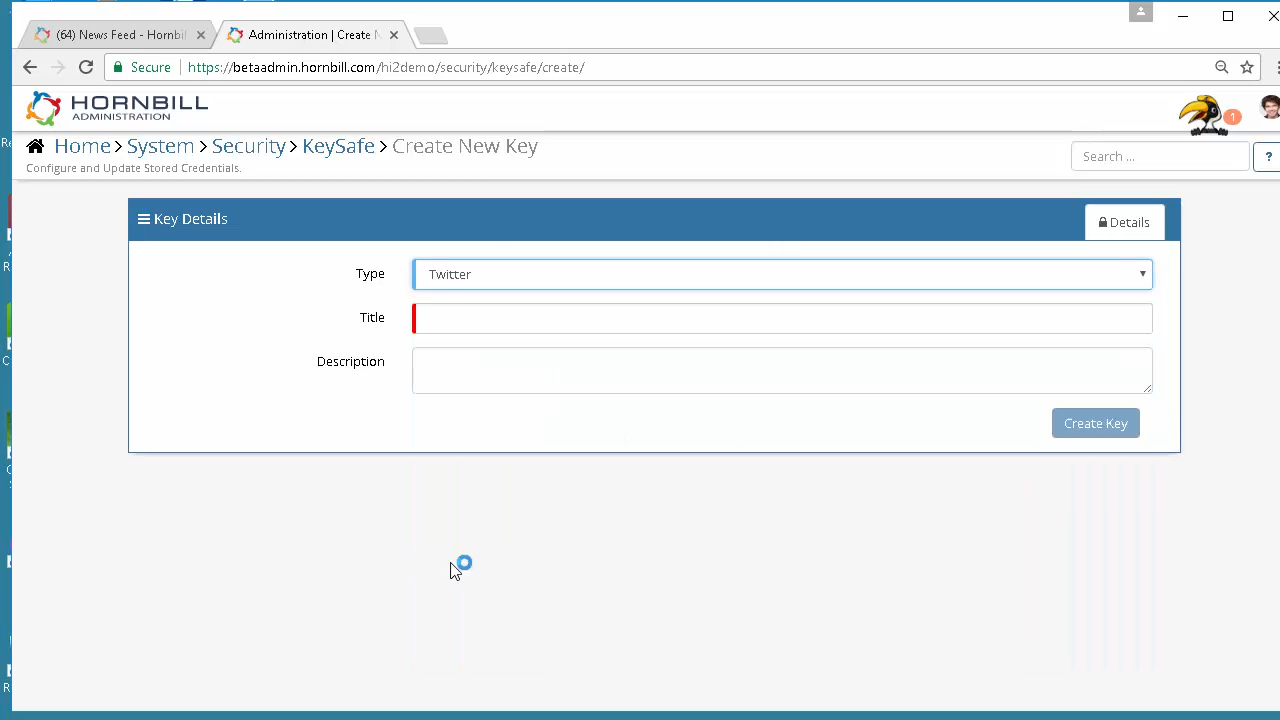 (64) News Feed - Hornbil
Administration | Create N
Secure https://betaadmin.hornbill.com/hi2demo/security/keysafe/create/
HORNBILL
ADMINISTRATION
1
Home > System > Security > KeySafe > Create New Key
Configure and Update Stored Credentials.
Search ...
?
Key Details
Details
Type
Twitter
Title
Description
Create Key